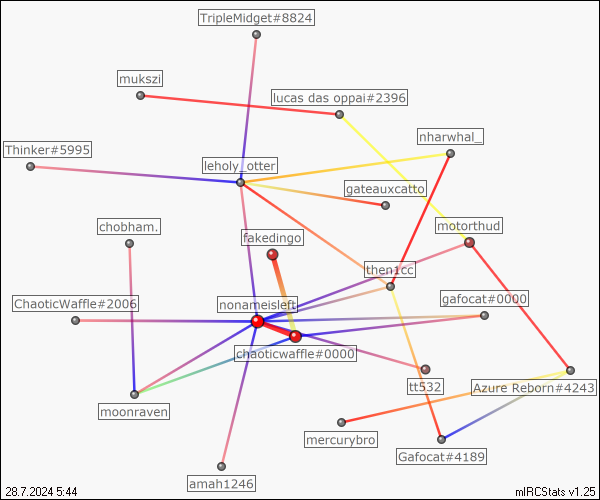 TripleMidget#8824
mukszi
lucas das oppai#2396
nharwhal_
Thinker#5995
leholy_otter
gateauxcatto
chobham.
motorthud
fakedingo
then1cc
ChaoticWaffle#2006
nonameisleft
gafocat#0000
chaoticwaffle#0000
tt532
Azure Reborn#4243
moonraven
mercurybro
Gafocat#4189
amah1246
28.7.2024 5:44
mIRCStats v1.25